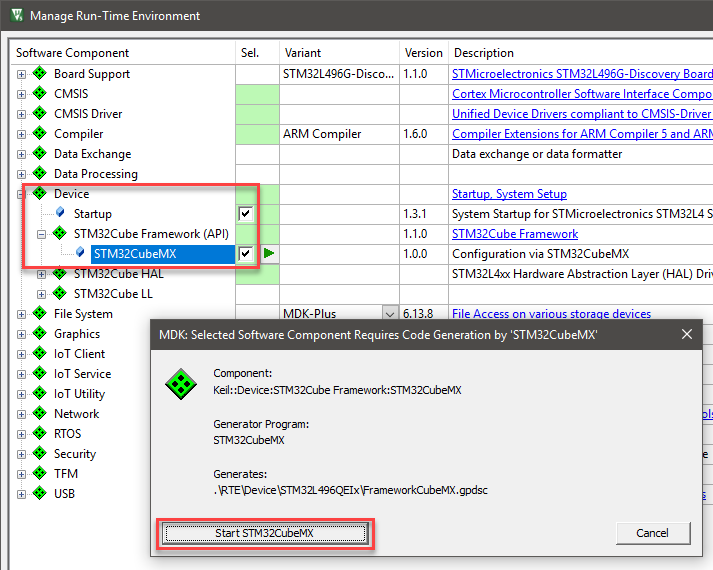 Manage Run-Time Environment
Software Component Sel. Variant Version Description
Board Support STM32L496G-Disco... 1.1.0 STMicroelectronics STM32L496G-Discovery Board
CMSIS Cortex Microcontroller Software Interface Compo
CMSIS Driver Unified Device Drivers compliant to CMSIS-Driver
Compiler ARM Compiler 1.6.0 Compiler Extensions for ARM Compiler 5 and ARM
Data Exchange Data exchange or data formatter
Data Processing
Device Startup, System Setup
Startup 1.3.1 System Startup for STMicroelectronics STM32L4 S
STM32Cube Framework (API) 1.1.0 STM32Cube Framework
STM32CubeMX 1.0.0 Configuration via STM32CubeMX
STM32Cube HAL STM32L4xx Hardware Abstraction Layer (HAL) Driv
STM32Cube LL
File System MDK-Plus 6.13.8 File Access on various storage devices
Graphics
IoT Client
IoT Service
IoT Utility
Network
RTOS
Security
TFM
USB
MDK: Selected Software Component Requires Code Generation by 'STM32CubeMX'
Component:
Keil::Device:STM32Cube Framework:STM32CubeMX
Generator Program:
STM32CubeMX
Generates:
.\RTE\Device\STM32L496QEIx\FrameworkCubeMX.gpdsc
Start STM32CubeMX Cancel